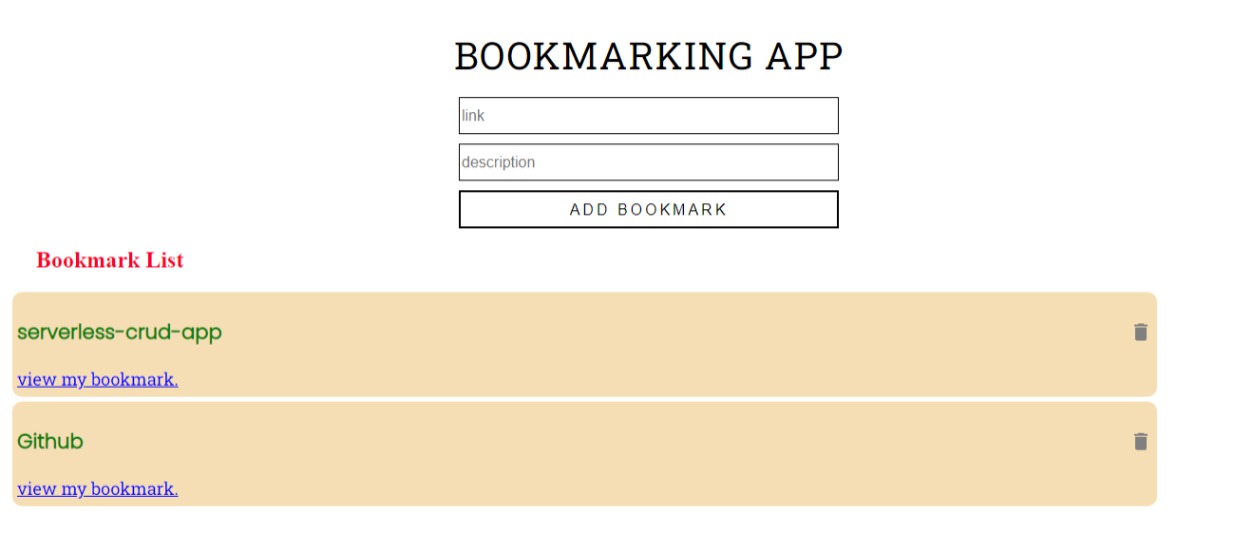 BOOKMARKING APP
link
description
ADD BOOKMARK
Bookmark List
serverless-crud-app
view my bookmark.
Github
view my bookmark.